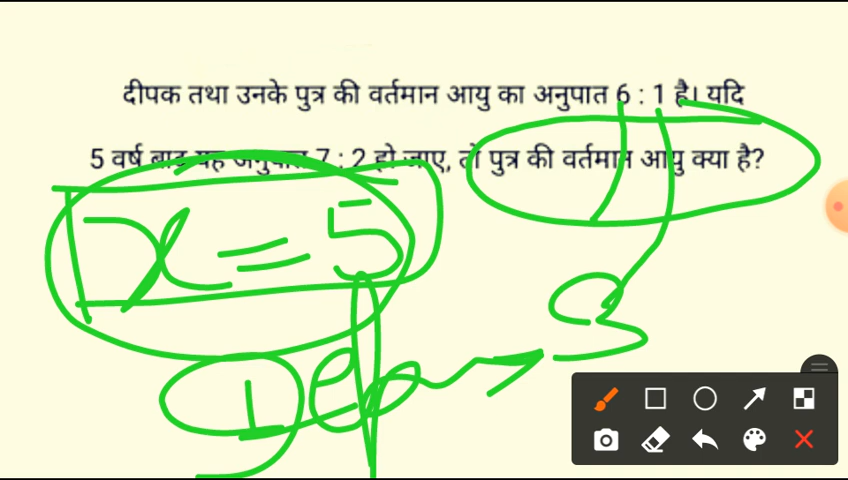 दीपक तथा उनके पुत्र की वर्तमान आयु का अनुपात 6 : 1 है। यदि
5 वर्ष बाद यह अनुपात 7 : 2 हो जाए, तो पुत्र की वर्तमान आयु क्या है?
x = 5
S